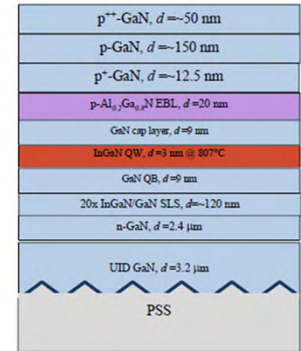 p⁺⁺-GaN, d =~50 nm
p-GaN, d =~150 nm
p⁺-GaN, d =~12.5 nm
p-Al₀.₂Ga₀.₈N EBL, d =20 nm
GaN cap layer, d =9 nm
InGaN QW, d =3 nm @ 807°C
GaN QB, d =9 nm
20x InGaN/GaN SLS, d=~120 nm
n-GaN, d =2.4 μm
UID GaN, d =3.2 μm
PSS